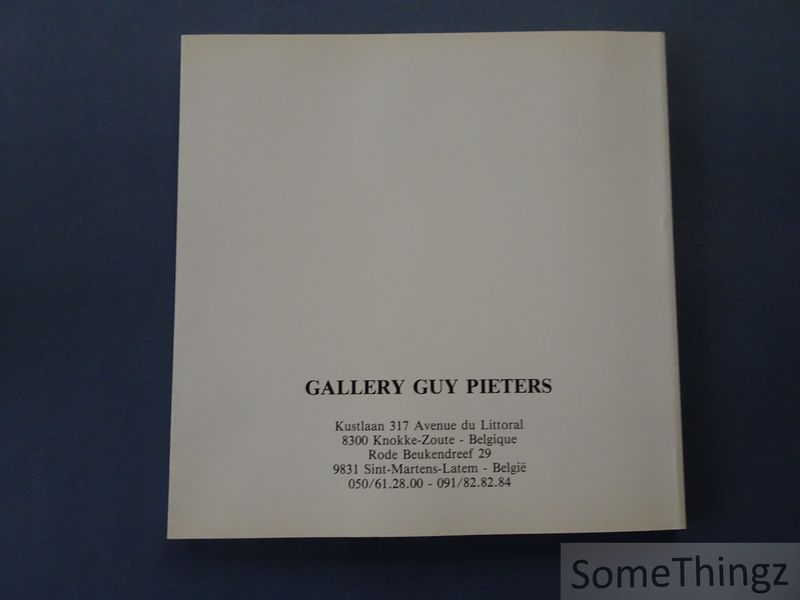 GALLERY GUY PIETERS
Kustlaan 317 Avenue du Littoral
8300 Knokke-Zoute - Belgique
Rode Beukendreef 29
9831 Sint-Martens-Latem - België
050/61.28.00 - 091/82.82.84
SomeThingz